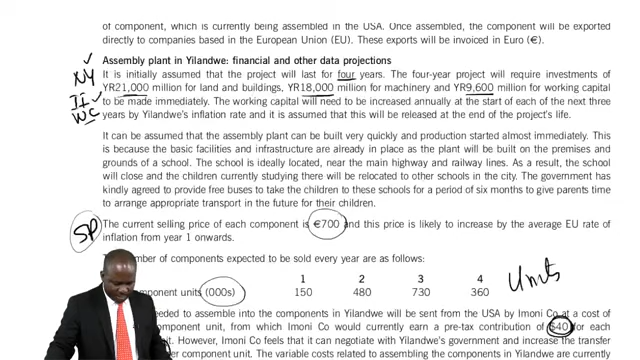 of component, which is currently being assembled in the USA. Once assembled, the component will be exported
directly to companies based in the European Union (EU). These exports will be invoiced in Euro (€).
Assembly plant in Yilandwe: financial and other data projections
It is initially assumed that the project will last for four years. The four-year project will require investments of
YR21,000 million for land and buildings, YR18,000 million for machinery and YR9,600 million for working capital
to be made immediately. The working capital will need to be increased annually at the start of each of the next three
WC years by Yilandwe's inflation rate and it is assumed that this will be released at the end of the project's life.
It can be assumed that the assembly plant can be built very quickly and production started almost immediately. This
is because the basic facilities and infrastructure are already in place as the plant will be built on the premises and
grounds of a school. The school is ideally located, near the main highway and railway lines. As a result, the school
will close and the children currently studying there will be relocated to other schools in the city. The government has
kindly agreed to provide free buses to take the children to these schools for a period of six months to give parents time
to arrange appropriate transport in the future for their children.
SP The current selling price of each component is €700 and this price is likely to increase by the average EU rate of
inflation from year 1 onwards.
number of components expected to be sold every year are as follows:
1 2 3 4 Units
component units (000s) 150 480 730 360
needed to assemble into the components in Yilandwe will be sent from the USA by Imoni Co at a cost of
component unit, from which Imoni Co would currently earn a pre-tax contribution of $40 for each
However, Imoni Co feels that it can negotiate with Yilandwe's government and increase the transfer
component unit. The variable costs related to assembling the components in Yilandwe are currently